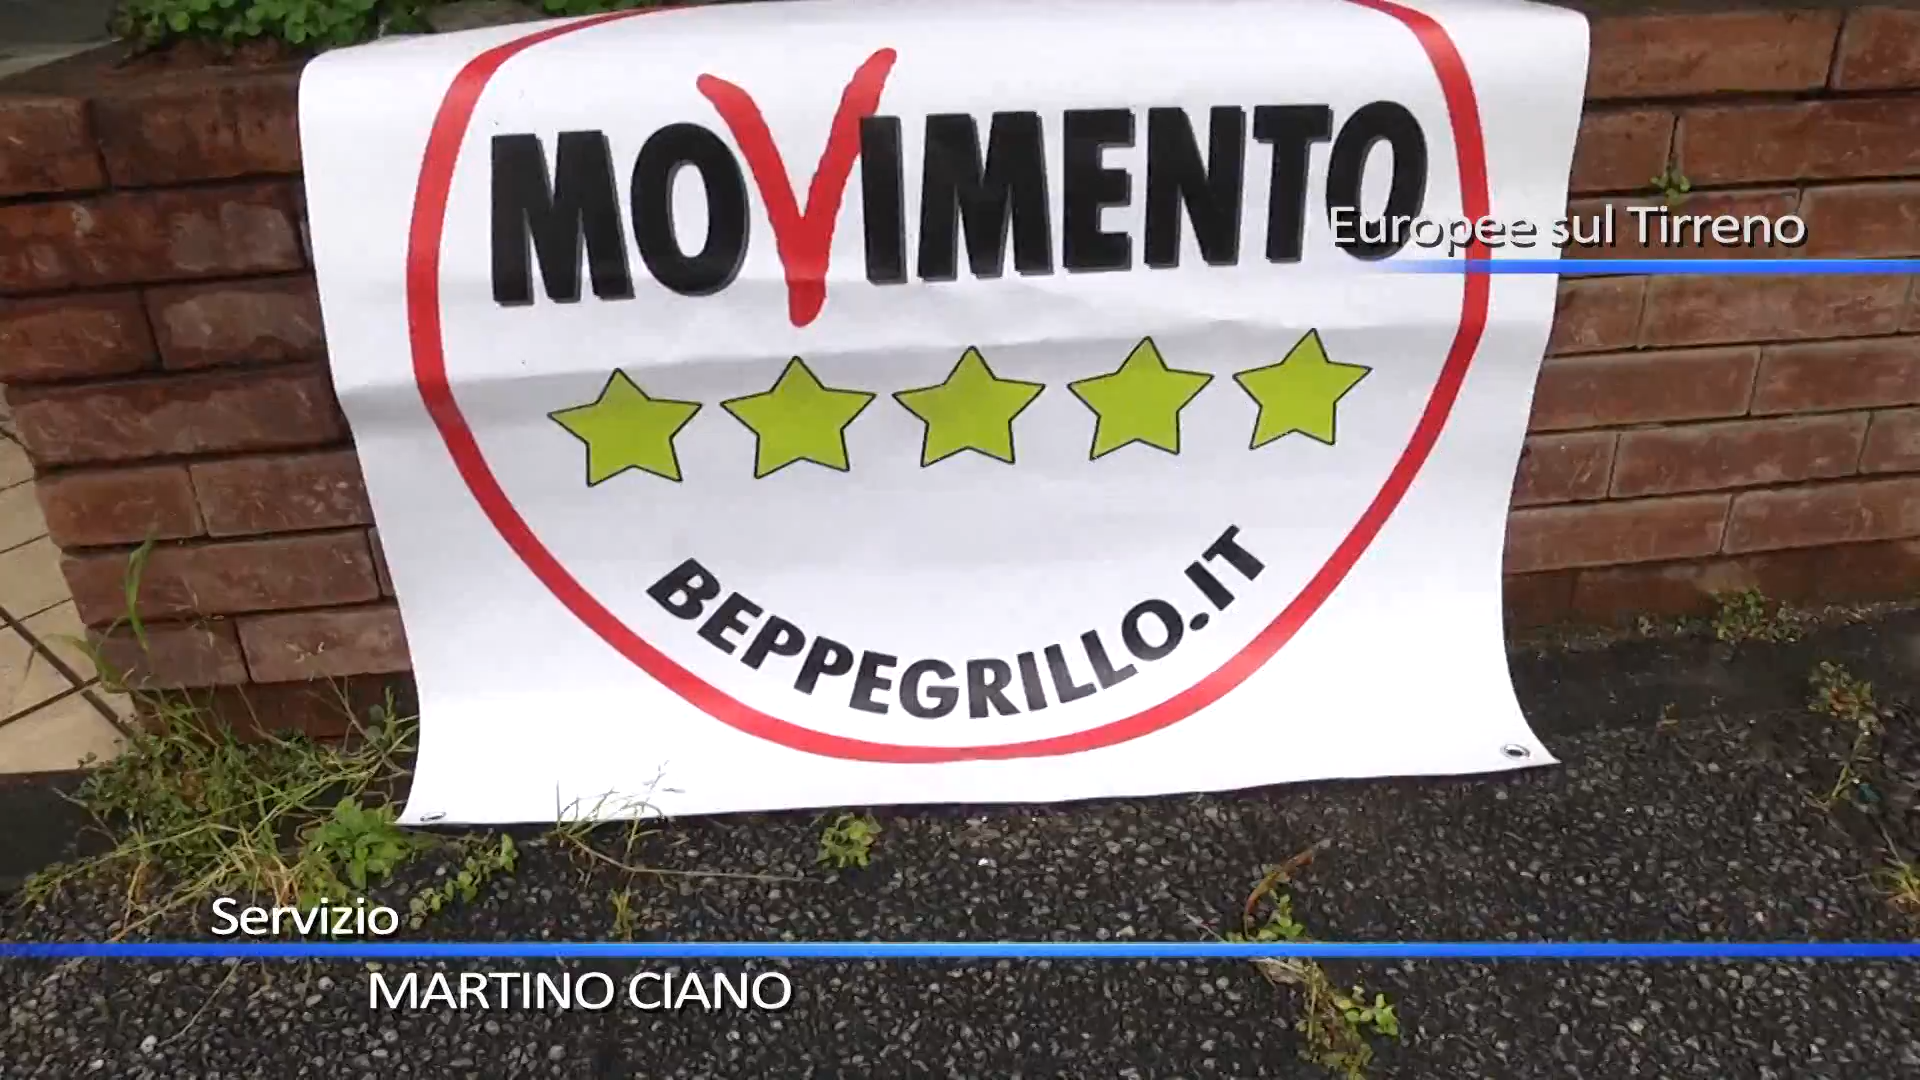 MOVIMENTO
Europee sul Tirreno
BEPPEGRILLO.IT
Servizio
MARTINO CIANO